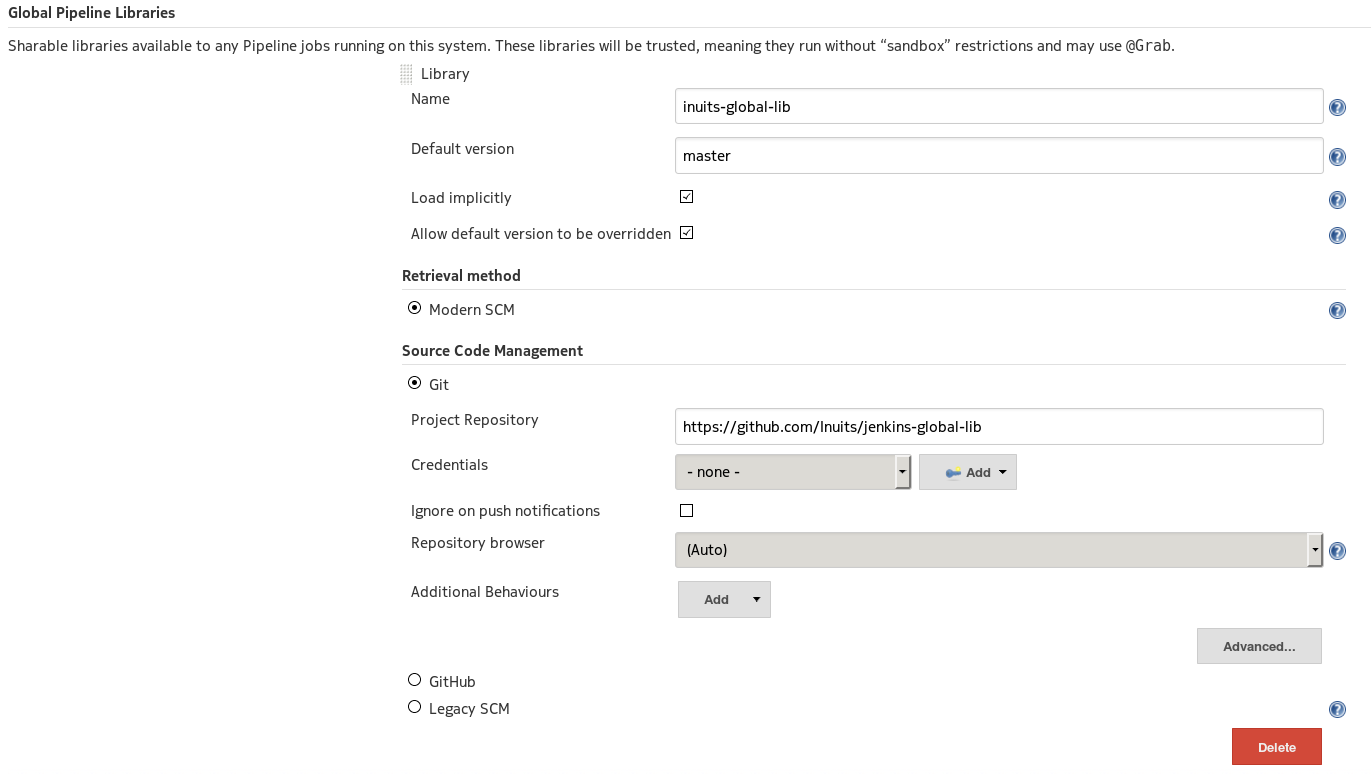 Global Pipeline Libraries
Sharable libraries available to any Pipeline jobs running on this system. These libraries will be trusted, meaning they run without “sandbox” restrictions and may use @Grab.
Library
Name
inuits-global-lib
Default version
master
Load implicitly
Allow default version to be overridden
Retrieval method
Modern SCM
Source Code Management
Git
Project Repository
https://github.com/Inuits/jenkins-global-lib
Credentials
- none -
Add
Ignore on push notifications
Repository browser
(Auto)
Additional Behaviours
Add
Advanced...
GitHub
Legacy SCM
Delete